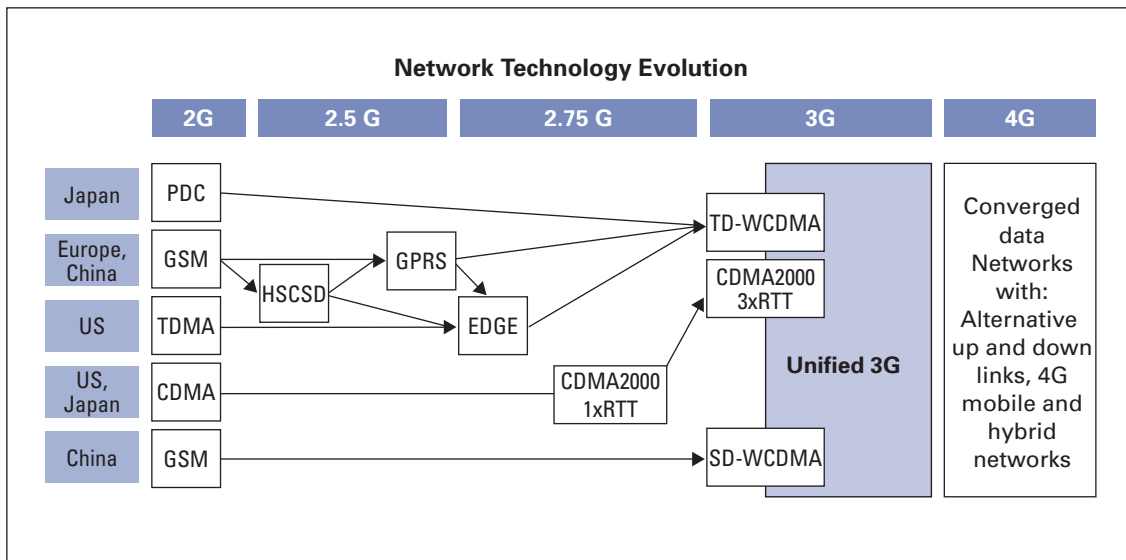 Network Technology Evolution
2G
2.5 G
2.75 G
3G
4G
Japan
PDC
TD-WCDMA
Europe,
China
GSM
HSCSD
GPRS
CDMA2000
3xRTT
US
TDMA
EDGE
US,
Japan
CDMA
CDMA2000
1xRTT
Unified 3G
China
GSM
SD-WCDMA
Converged
data
Networks
with:
Alternative
up and down
links, 4G
mobile and
hybrid
networks